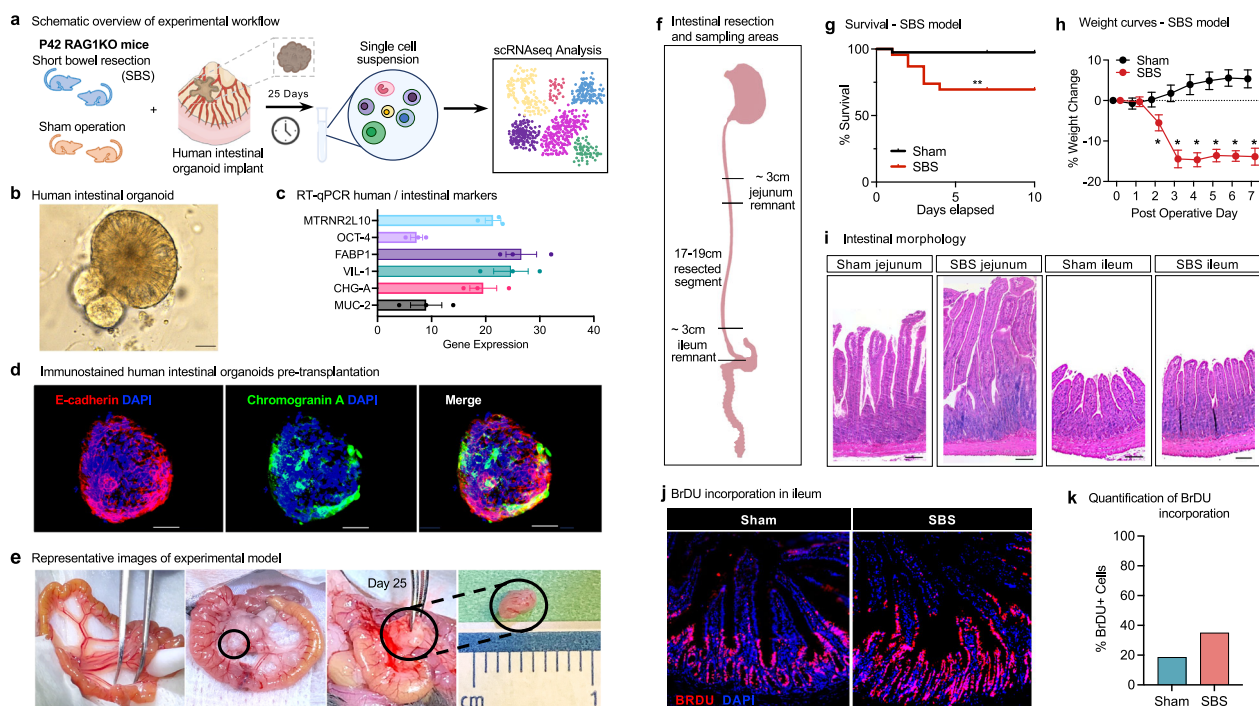 a Schematic overview of experimental workflow
P42 RAG1KO mice
Short bowel resection
(SBS)
+
Sham operation
Human intestinal
organoid implant
25 Days
Single cell
suspension
scRNAseq Analysis
b Human intestinal organoid
c RT-qPCR human / intestinal markers
MTRNR2L10
OCT-4
FABP1
VIL-1
CHG-A
MUC-2
0 10 20 30 40
Gene Expression
d Immunostained human intestinal organoids pre-transplantation
E-cadherin DAPI
Chromogranin A DAPI
Merge
e Representative images of experimental model
Day 25
cm 1
f Intestinal resection
and sampling areas
~ 3cm
jejunum
remnant
17-19cm
resected
segment
~ 3cm
ileum
remnant
g Survival - SBS model
% Survival
100
50
0
0 5 10
Days elapsed
**
Sham
SBS
h Weight curves - SBS model
Sham
SBS
% Weight Change
20
10
0
-10
-20
* * * * * *
0 1 2 3 4 5 6 7
Post Operative Day
i Intestinal morphology
Sham jejunum
SBS jejunum
Sham ileum
SBS ileum
j BrDU incorporation in ileum
Sham
SBS
BRDU DAPI
k Quantification of BrDU
incorporation
% BrDU+ Cells
100
80
60
40
20
0
Sham SBS